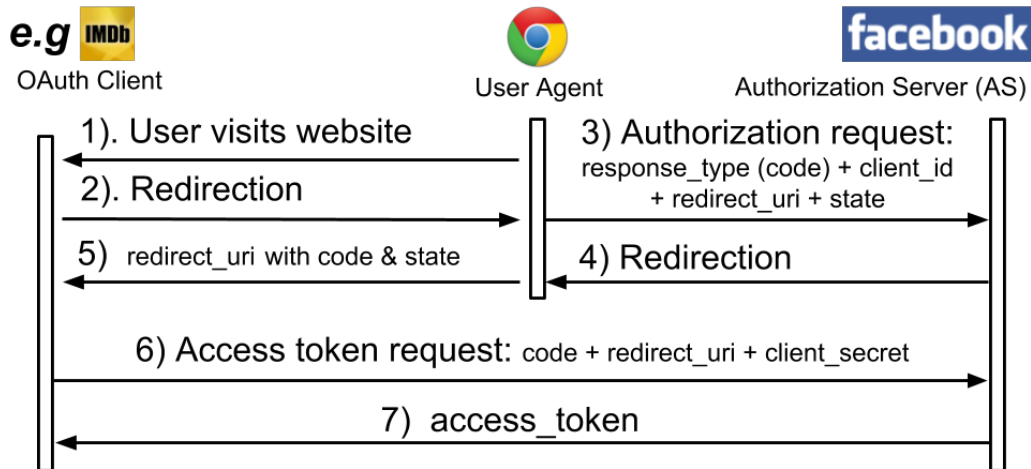 e.g IMDb
facebook
OAuth Client
User Agent
Authorization Server (AS)
1). User visits website
3) Authorization request:
response_type (code) + client_id
+ redirect_uri + state
2). Redirection
5) redirect_uri with code & state
4) Redirection
6) Access token request: code + redirect_uri + client_secret
7) access_token